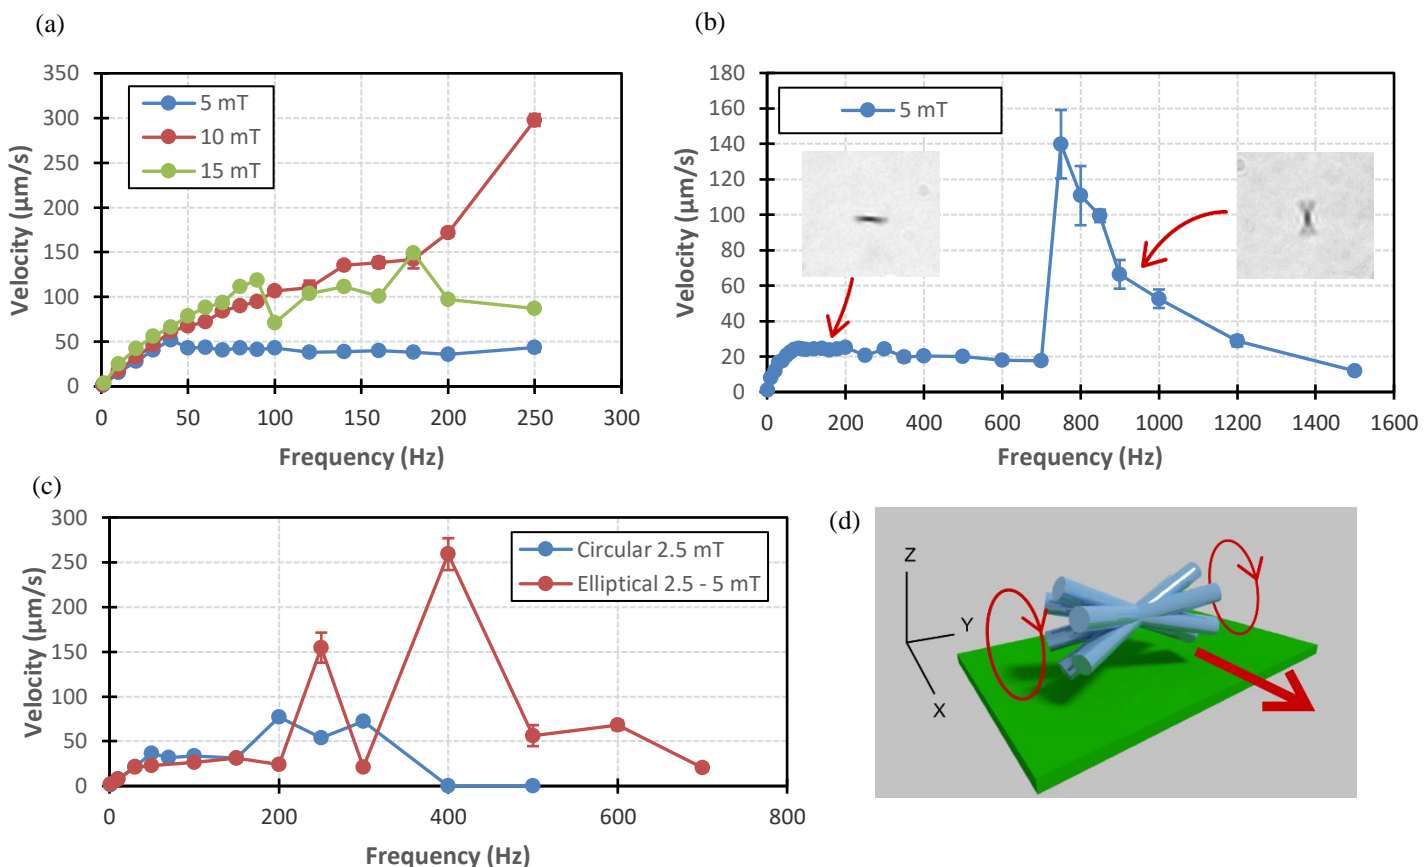 (a)
Velocity (µm/s)
350
300
250
200
150
100
50
0
5 mT
10 mT
15 mT
0 50 100 150 200 250 300
Frequency (Hz)
(b)
Velocity (µm/s)
180
160
140
120
100
80
60
40
20
0
5 mT
0 200 400 600 800 1000 1200 1400 1600
Frequency (Hz)
(c)
Velocity (µm/s)
300
250
200
150
100
50
0
Circular 2.5 mT
Elliptical 2.5 - 5 mT
0 200 400 600 800
Frequency (Hz)
(d)
Z
Y
X